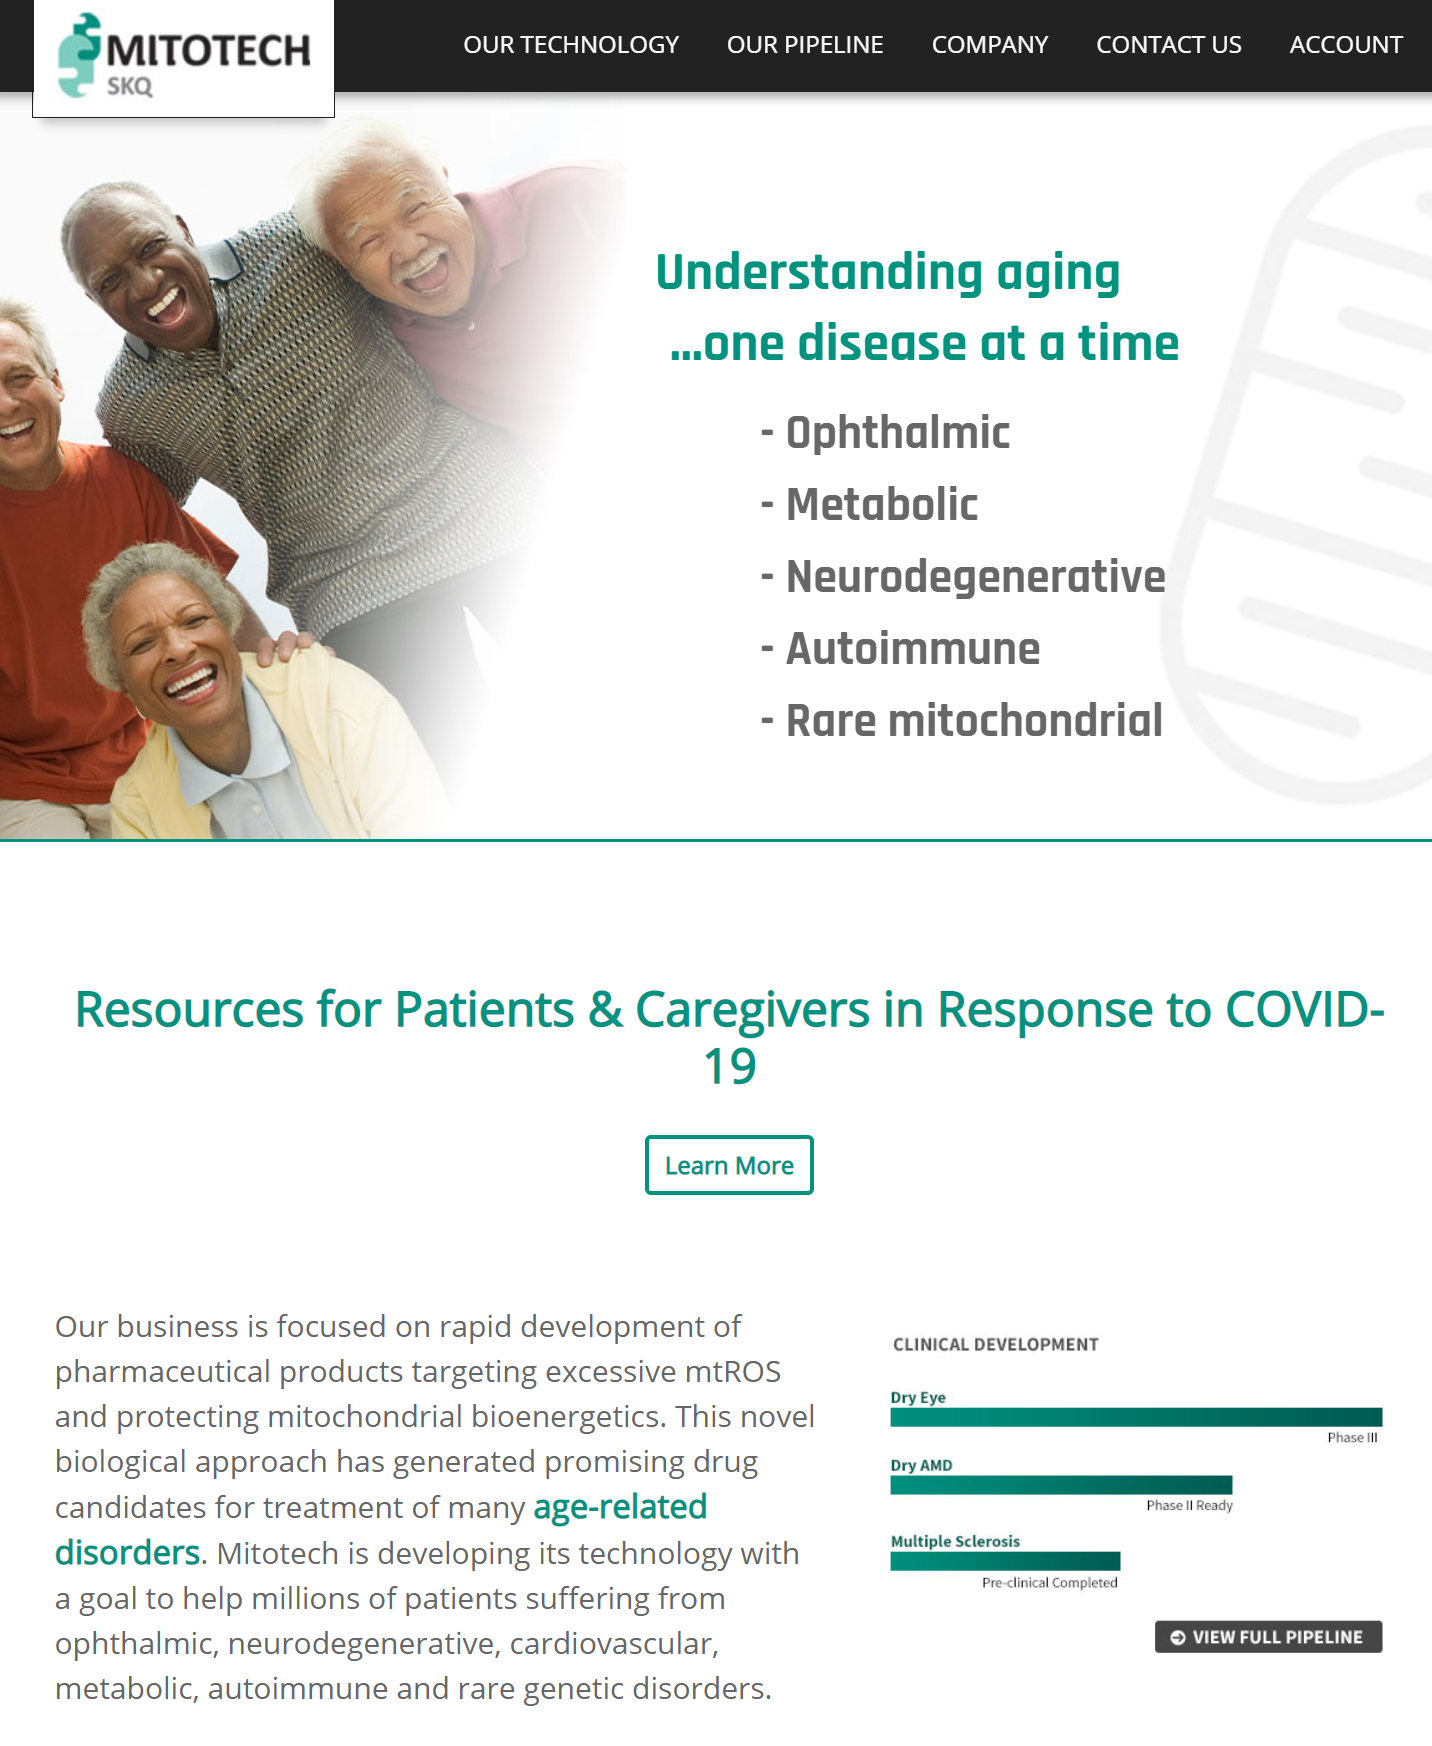 MITOTECH
SKQ
OUR TECHNOLOGY OUR PIPELINE COMPANY CONTACT US ACCOUNT
Understanding aging
...one disease at a time
- Ophthalmic
- Metabolic
- Neurodegenerative
- Autoimmune
- Rare mitochondrial
Resources for Patients & Caregivers in Response to COVID-
19
Learn More
Our business is focused on rapid development of
pharmaceutical products targeting excessive mtROS
and protecting mitochondrial bioenergetics. This novel
biological approach has generated promising drug
candidates for treatment of many age-related
disorders. Mitotech is developing its technology with
a goal to help millions of patients suffering from
ophthalmic, neurodegenerative, cardiovascular,
metabolic, autoimmune and rare genetic disorders.
CLINICAL DEVELOPMENT
Dry Eye
Phase III
Dry AMD
Phase II Ready
Multiple Sclerosis
Pre-clinical Completed
VIEW FULL PIPELINE